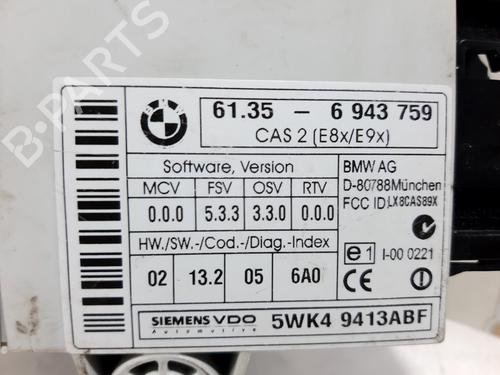 BMW
61.35 - 6 943 759
CAS 2 (E8x/E9x)
Software, Version
MCV FSV OSV RTV
0.0.0 5.3.3 3.3.0 0.0.0
HW./SW.-/Cod.-/Diag.-Index
02 13.2 05 6A0
BMW AG
D-80788München
FCC ID:LX8CAS89X
e1 I-00 0221
CE
SIEMENS VDO
Automotive
5WK4 9413ABF
B-PARTS